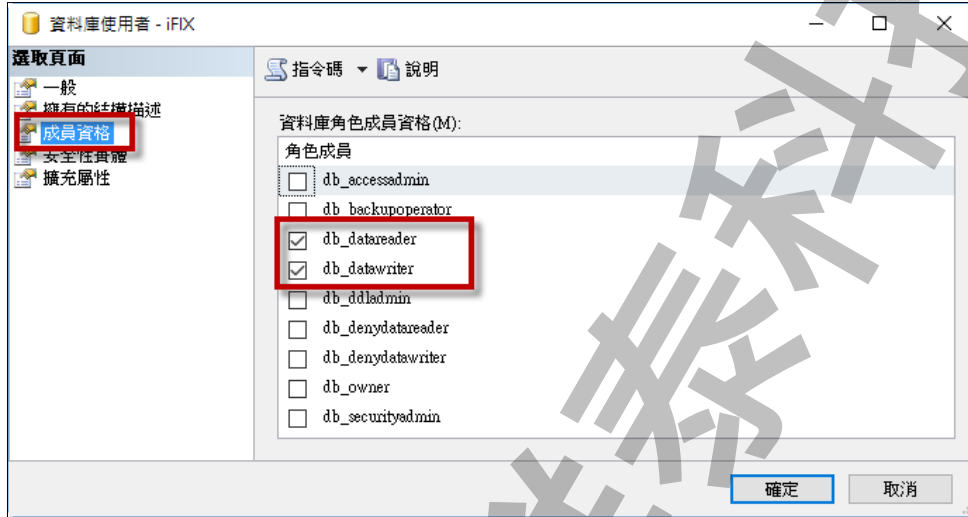 資料庫使用者 - iFIX
選取頁面
一般
擁有的結構描述
成員資格
安全性實體
擴充屬性
指令碼
說明
資料庫角色成員資格(M):
角色成員
db_accessadmin
db_backupoperator
db_datareader
db_datawriter
db_ddladmin
db_denydatareader
db_denydatawriter
db_owner
db_securityadmin
確定
取消